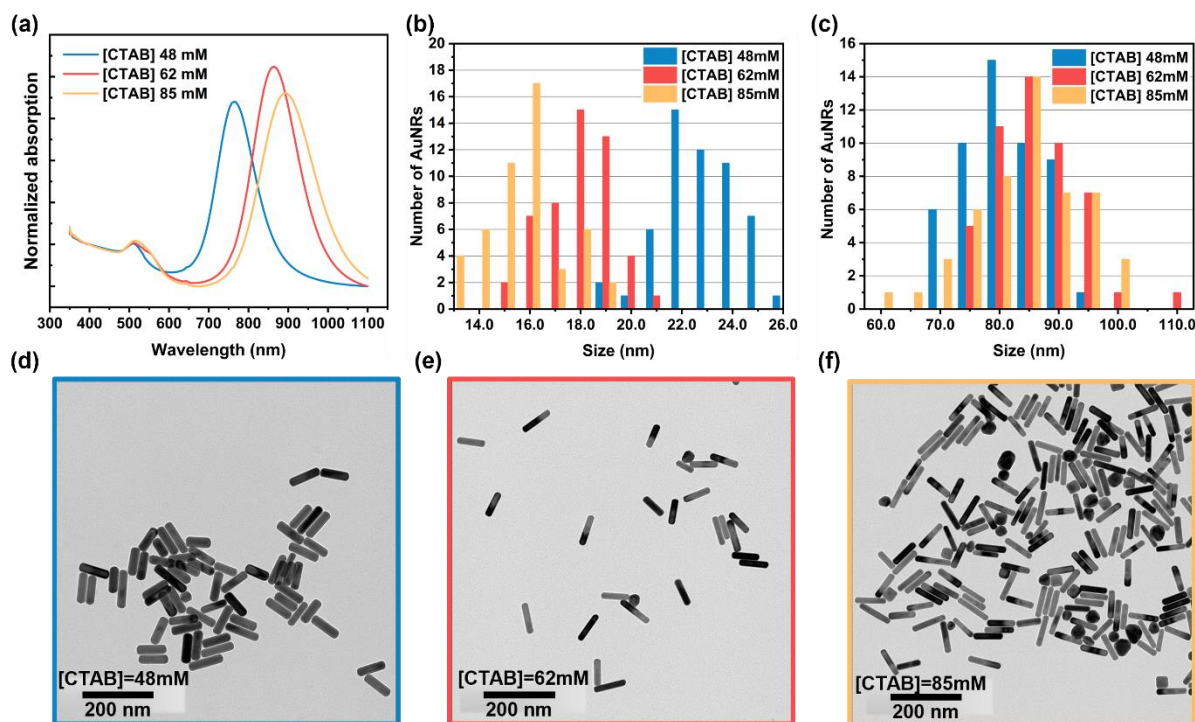 (a)
Normalized absorption
[CTAB] 48 mM
[CTAB] 62 mM
[CTAB] 85 mM
300 400 500 600 700 800 900 1000 1100
Wavelength (nm)
(b)
Number of AuNRs
20
18
16
14
12
10
8
6
4
2
0
[CTAB] 48mM
[CTAB] 62mM
[CTAB] 85mM
14.0 16.0 18.0 20.0 22.0 24.0 26.0
Size (nm)
(c)
Number of AuNRs
16
14
12
10
8
6
4
2
0
[CTAB] 48mM
[CTAB] 62 mM
[CTAB] 85mM
60.0 70.0 80.0 90.0 100.0 110.0
Size (nm)
(d)
[CTAB]=48mM
200 nm
(e)
[CTAB]=62mM
200 nm
(f)
[CTAB]=85mM
200 nm